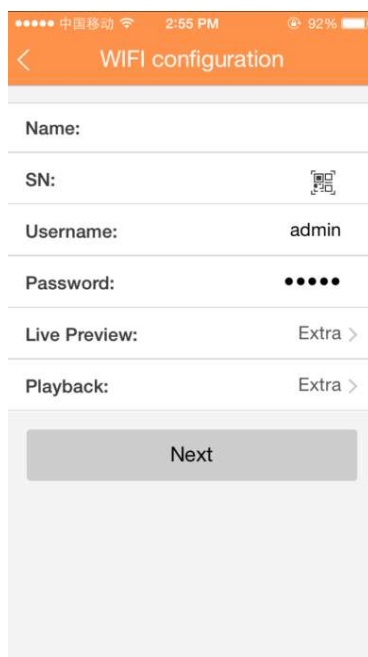 中国移动 2:55 PM 92%
WIFI configuration
Name:
SN:
Username: admin
Password: •••••
Live Preview: Extra
Playback: Extra
Next